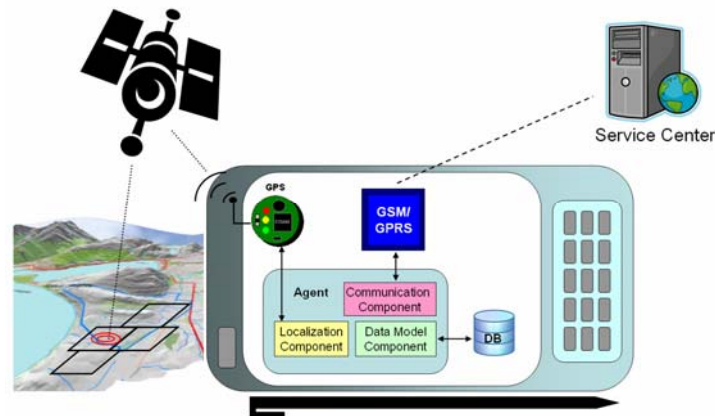 Service Center
GPS
GSM/
GPRS
Agent
Communication
Component
Localization
Component
Data Model
Component
DB